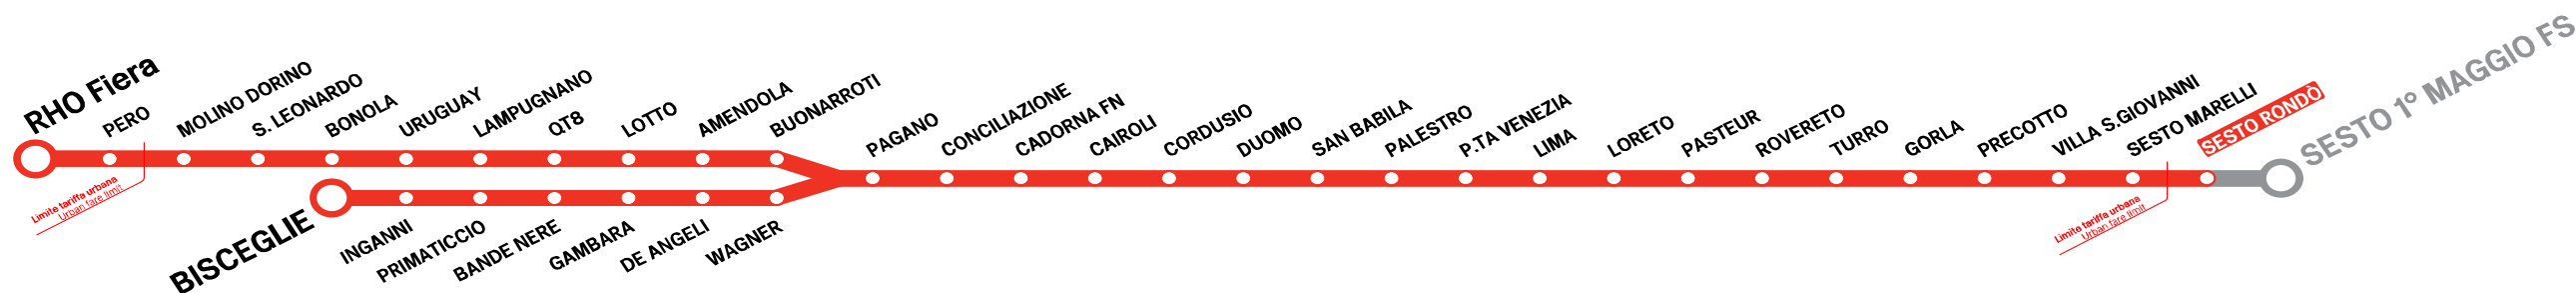 RHO Fiera
PERO
MOLINO DORINO
S. LEONARDO
BONOLA
URUGUAY
LAMPUGNANO
QT8
LOTTO
AMENDOLA
BUONARROTI
PAGANO
CONCILIAZIONE
CADORNA FN
CAIROLI
CORDUSIO
DUOMO
SAN BABILA
PALESTRO
P.TA VENEZIA
LIMA
LORETO
PASTEUR
ROVERETO
TURRO
GORLA
PRECOTTO
VILLA S.GIOVANNI
SESTO MARELLI
SESTO RONDÒ
SESTO 1° MAGGIO FS
Limite tariffa urbana
Urban fare limit
BISCEGLIE
INGANNI
PRIMATICCIO
BANDE NERE
GAMBARA
DE ANGELI
WAGNER
Limite tariffa urbana
Urban fare limit